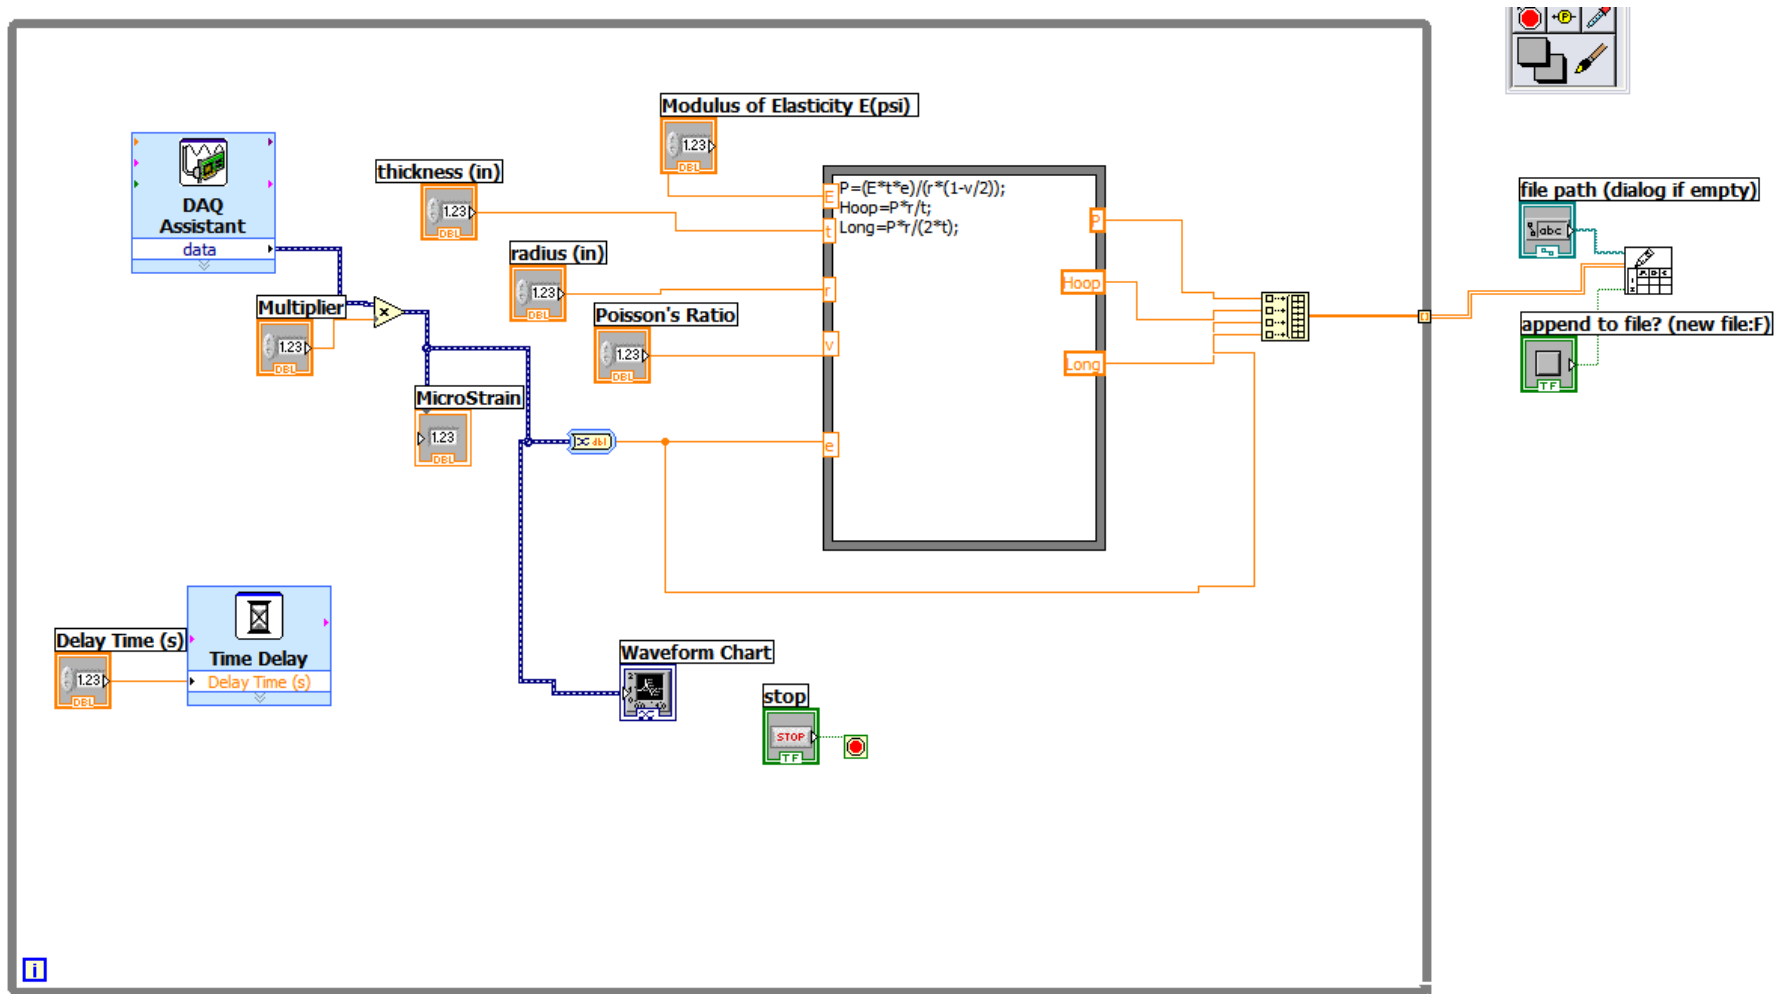 Modulus of Elasticity E(psi)
1.23
DBL
DAQ
Assistant
data
thickness (in)
1.23
DBL
E
P=(E*t*e)/(r*(1-v/2));
Hoop=P*r/t;
Long=P*r/(2*t);
t
P
file path (dialog if empty)
abc
radius (in)
1.23
DBL
r
Hoop
Multiplier
1.23
DBL
Poisson's Ratio
1.23
DBL
v
Long
append to file? (new file:F)
TF
MicroStrain
1.23
DBL
dbl
e
Delay Time (s)
1.23
DBL
Time Delay
Delay Time (s)
Waveform Chart
stop
STOP
TF
i